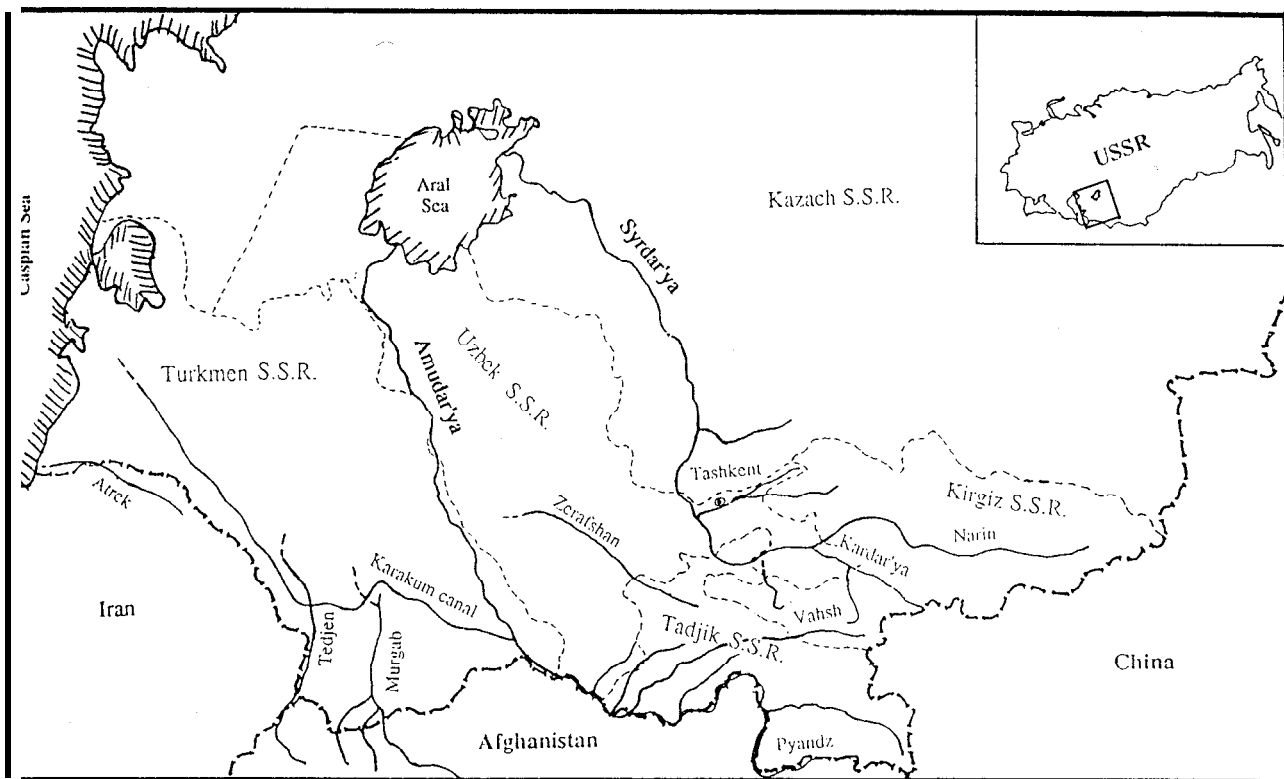 USSR
Aral
Sea
Kazach S.S.R.
Caspian Sea
Syrdar'ya
Uzbek S.S.R.
Amudar'ya
Turkmen S.S.R.
Tashkent
Kirgiz S.S.R.
Atrek
Zerafshan
Narin
Kardar'ya
Karakum canal
Iran
Vahsh
Tedjen
Murgab
Tadjik S.S.R.
China
Afghanistan
Pyandz